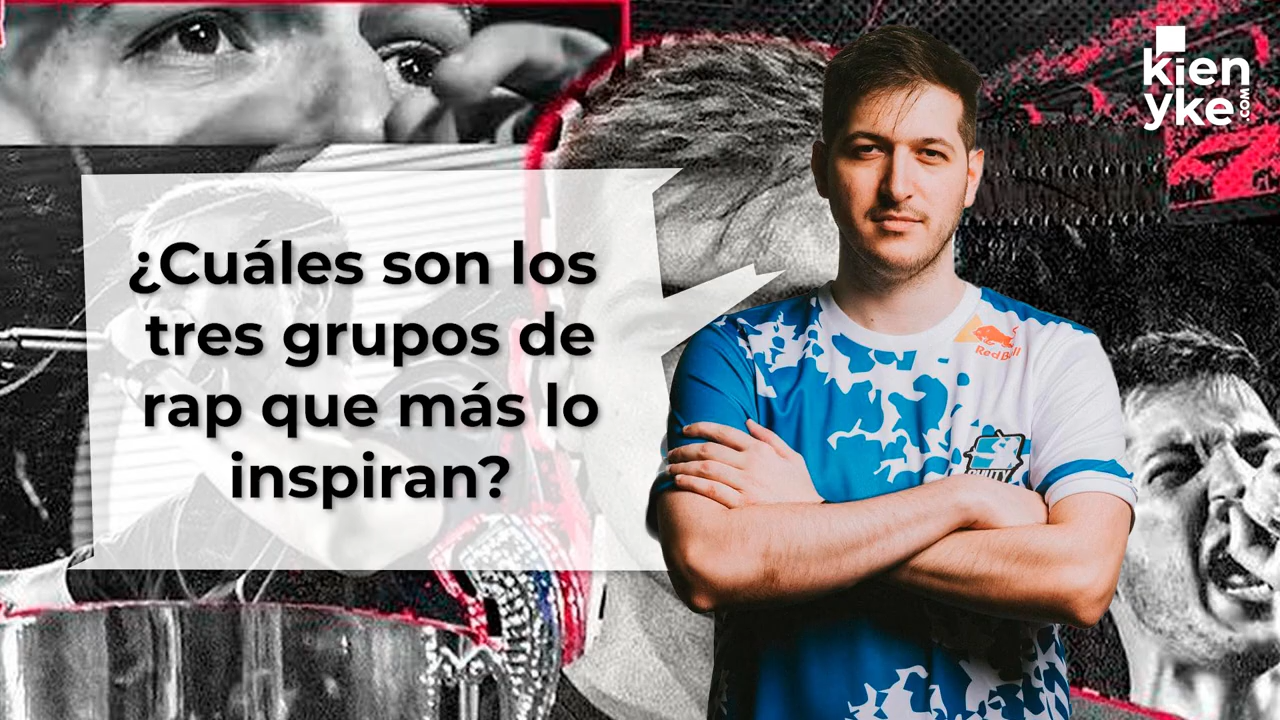 kien
yke
.COM
¿Cuáles son los
tres grupos de
rap que más lo
inspiran?
Red Bull